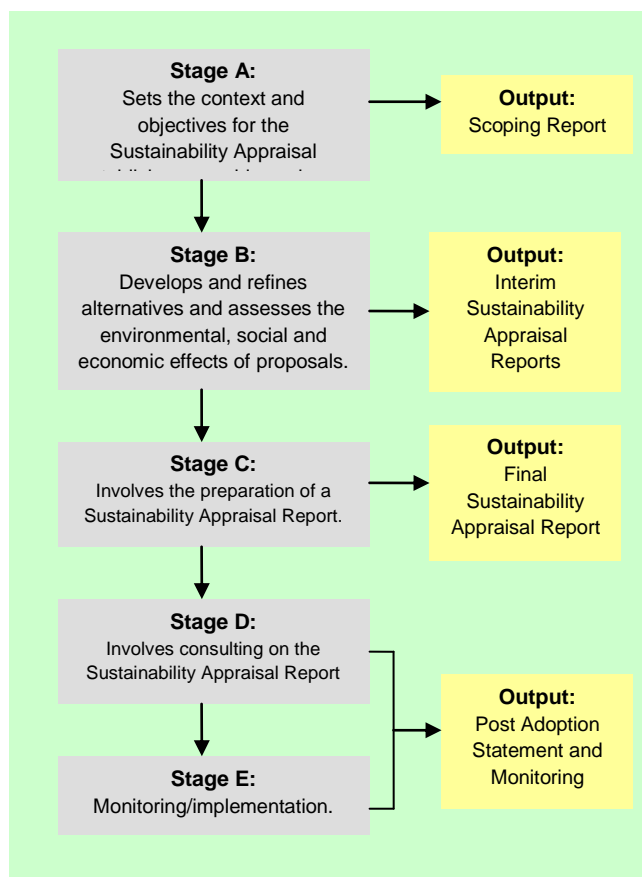 Stage A:
Sets the context and
objectives for the
Sustainability Appraisal
Output:
Scoping Report
Stage B:
Develops and refines
alternatives and assesses the
environmental, social and
economic effects of proposals.
Output:
Interim
Sustainability
Appraisal
Reports
Stage C:
Involves the preparation of a
Sustainability Appraisal Report.
Output:
Final
Sustainability
Appraisal Report
Stage D:
Involves consulting on the
Sustainability Appraisal Report
Stage E:
Monitoring/implementation.
Output:
Post Adoption
Statement and
Monitoring